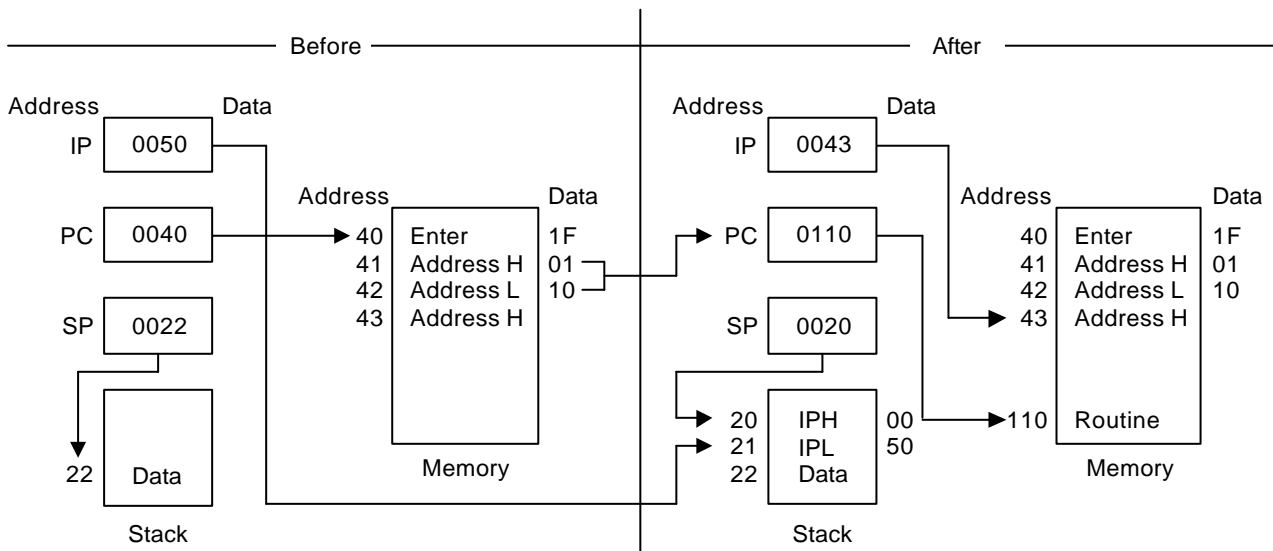 Before
Address Data
IP 0050
PC 0040
SP 0022
22 Data
Stack
Address Data
40 Enter 1F
41 Address H 01
42 Address L 10
43 Address H
Memory
After
Address Data
IP 0043
PC 0110
SP 0020
20 IPH 00
21 IPL 50
22 Data
Stack
Address Data
40 Enter 1F
41 Address H 01
42 Address L 10
43 Address H
110 Routine
Memory